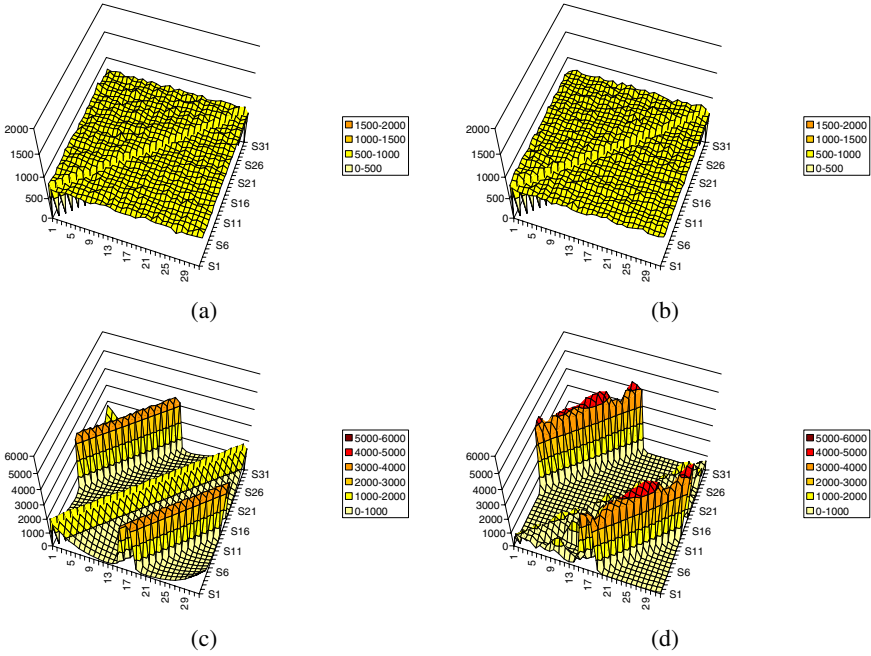 2000
1500
1000
500
0
1
5
9
13
17
21
25
29
S1
S6
S11
S16
S21
S26
S31
1500-2000
1000-1500
500-1000
0-500
(a)
2000
1500
1000
500
0
1
5
9
13
17
21
25
29
S1
S6
S11
S16
S21
S26
S31
1500-2000
1000-1500
500-1000
0-500
(b)
6000
5000
4000
3000
2000
1000
0
1
5
9
13
17
21
25
29
S1
S6
S11
S16
S21
S26
S31
5000-6000
4000-5000
3000-4000
2000-3000
1000-2000
0-1000
(c)
6000
5000
4000
3000
2000
1000
0
1
5
9
13
17
21
25
29
S1
S6
S11
S16
S21
S26
S31
5000-6000
4000-5000
3000-4000
2000-3000
1000-2000
0-1000
(d)